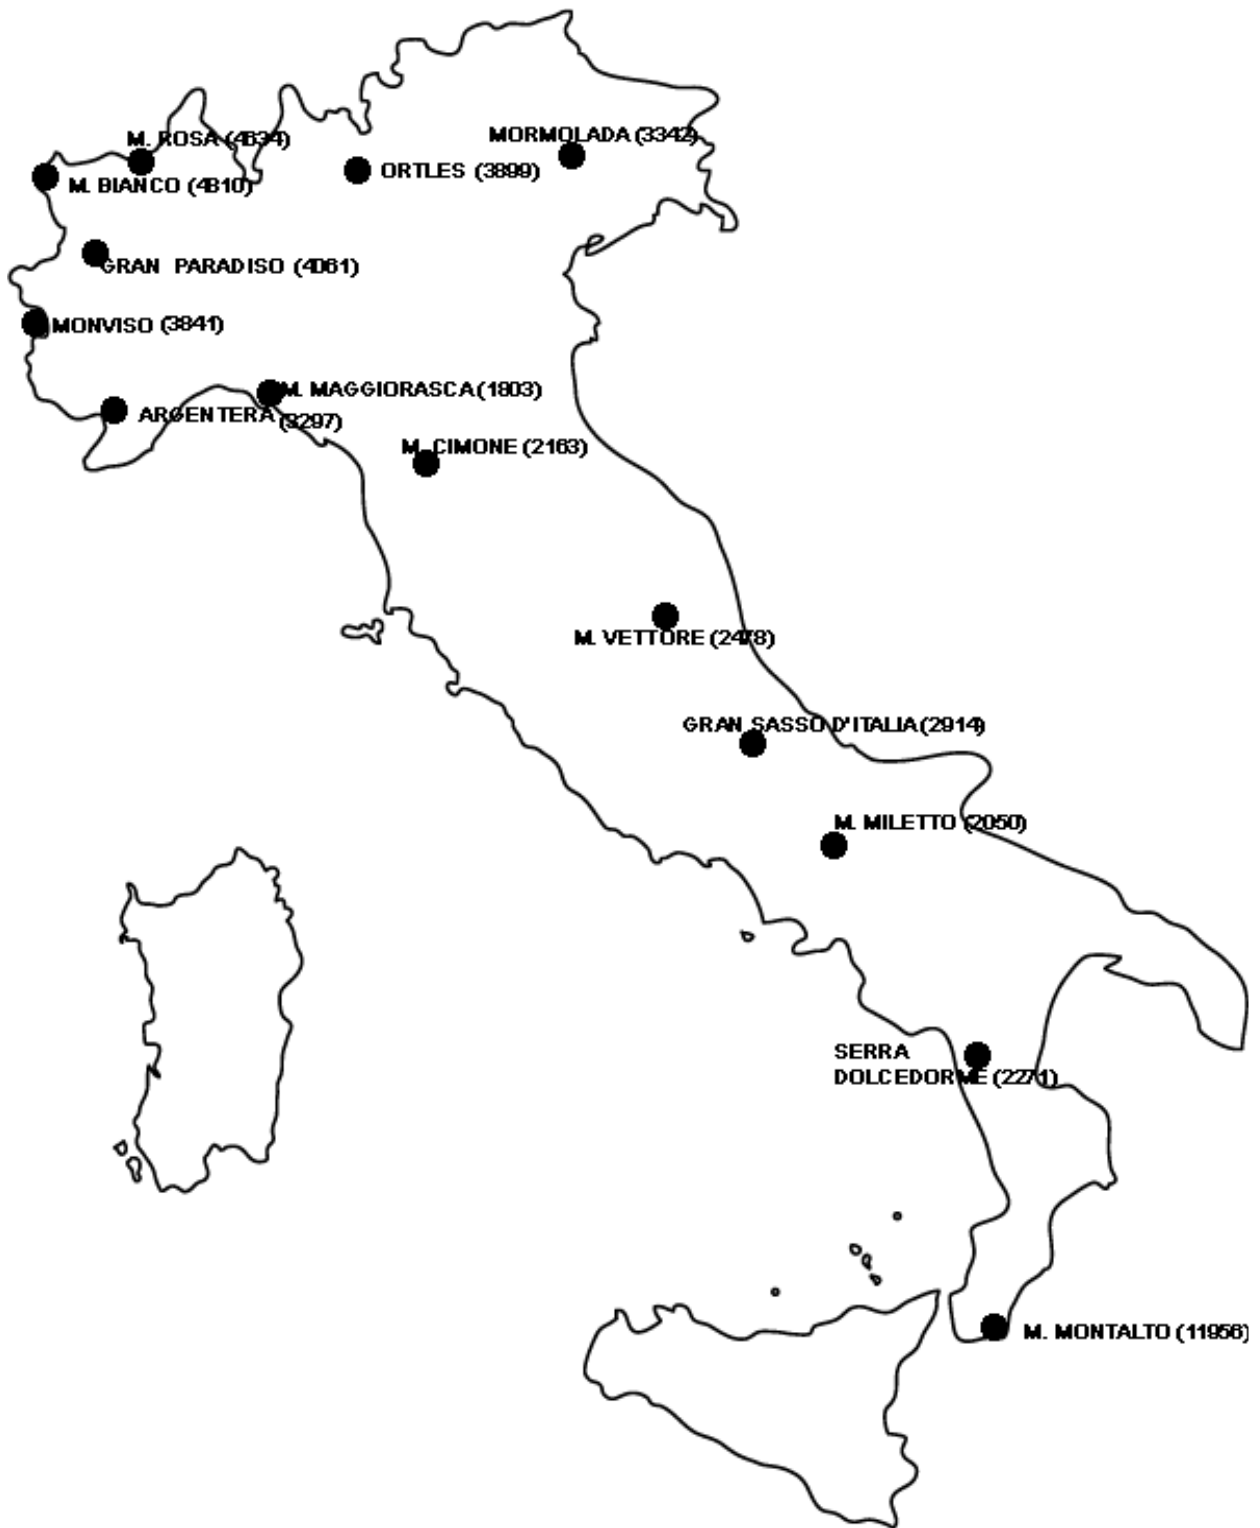 M. ROSA (4634)
MORMOLADA (3342)
ORTLES (3899)
M. BIANCO (4810)
GRAN PARADISO (4061)
MONVISO (3841)
M. MAGGIORASCA (1803)
ARGENTERA (3297)
M. CIMONE (2163)
M. VETTORE (2478)
GRAN SASSO D'ITALIA (2914)
M. MILETTO (2050)
SERRA
DOLCEDORME (2271)
M. MONTALTO (11956)